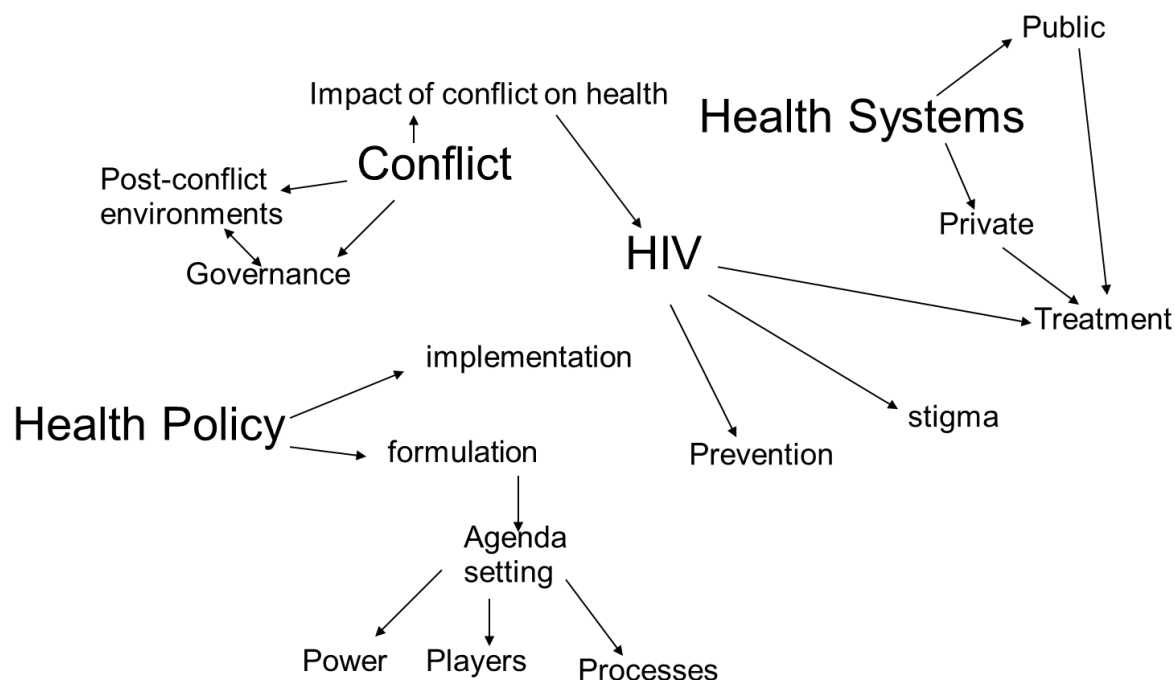 Public
Impact of conflict on health
Health Systems
Conflict
Post-conflict
environments
Private
HIV
Governance
Treatment
implementation
Health Policy
stigma
formulation
Prevention
Agenda
setting
Power
Players
Processes